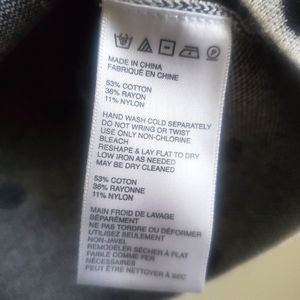 MADE IN CHINA
FABRIQUÉ EN CHINE
53% COTTON
36% RAYON
11% NYLON
HAND WASH COLD SEPARATELY
DO NOT WRING OR TWIST
USE ONLY NON-CHLORINE
BLEACH
RESHAPE & LAY FLAT TO DRY
LOW IRON AS NEEDED
MAY BE DRY CLEANED
53% COTON
36% RAYONNE
11% NYLON
MAIN FROID DE LAVAGE
SÉPARÉMENT
NE PAS TORDRE OU DÉFORMER
UTILISEZ SEULEMENT
NON-JAVEL
REMODELER SÉCHER À FLAT
FAIBLE COMME FER
NÉCESSAIRES
PEUT ÊTRE NETTOYER À SEC